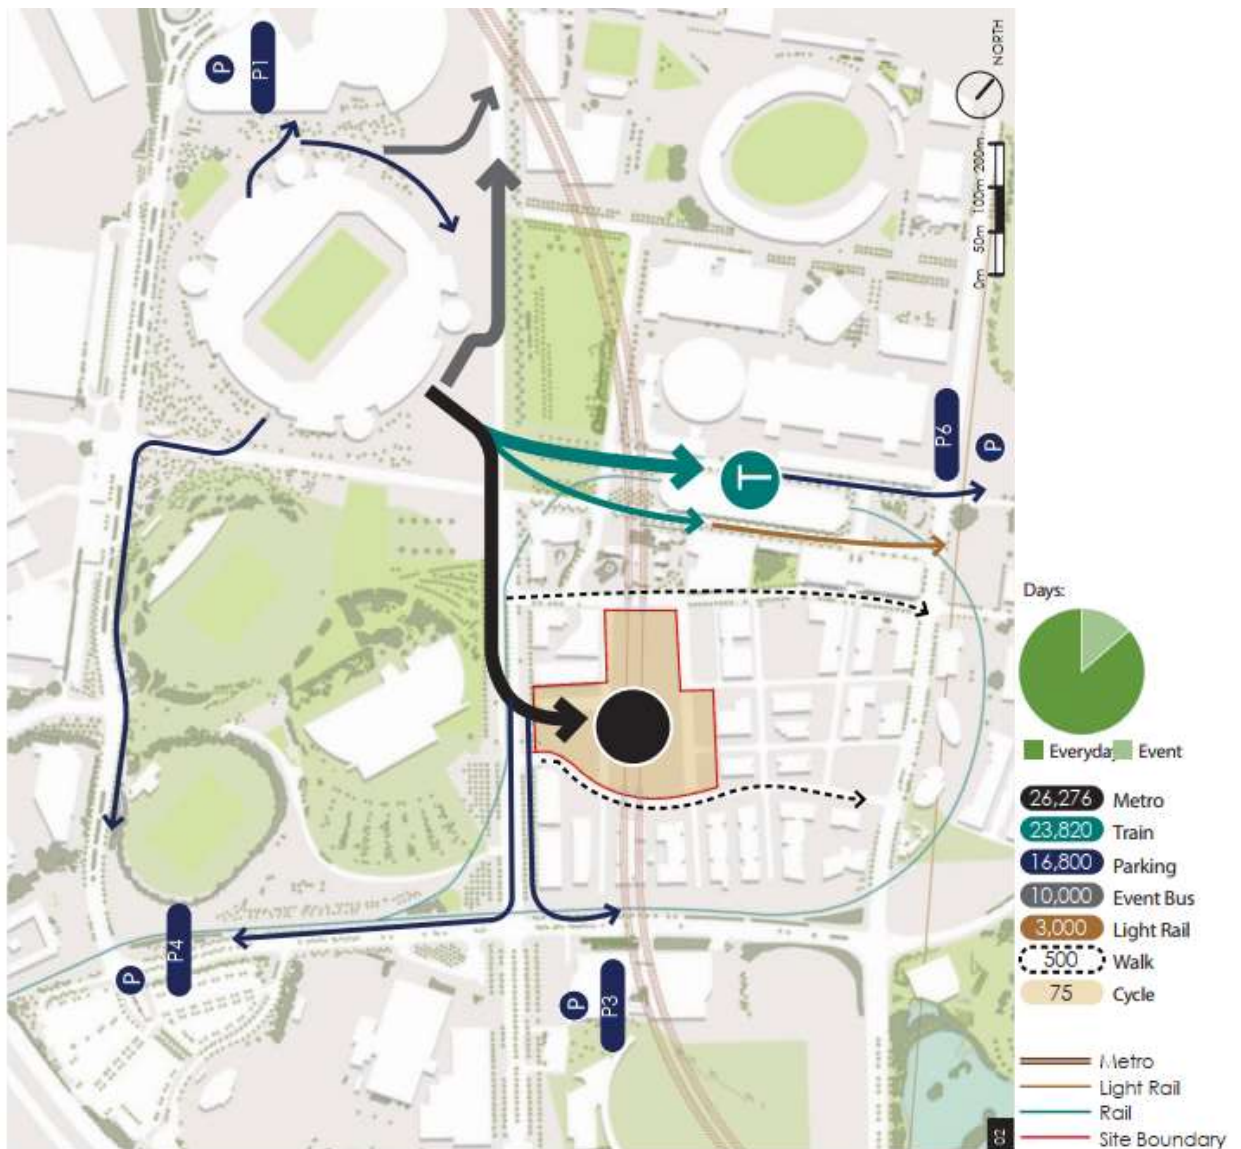 P
P1
NORTH
0m 50m 100m 200m
P6
P
T
P4
P
P
P3
02
Days:
Everyday
Event
26,276 Metro
23,820 Train
16,800 Parking
10,000 Event Bus
3,000 Light Rail
500 Walk
75 Cycle
Metro
Light Rail
Rail
Site Boundary